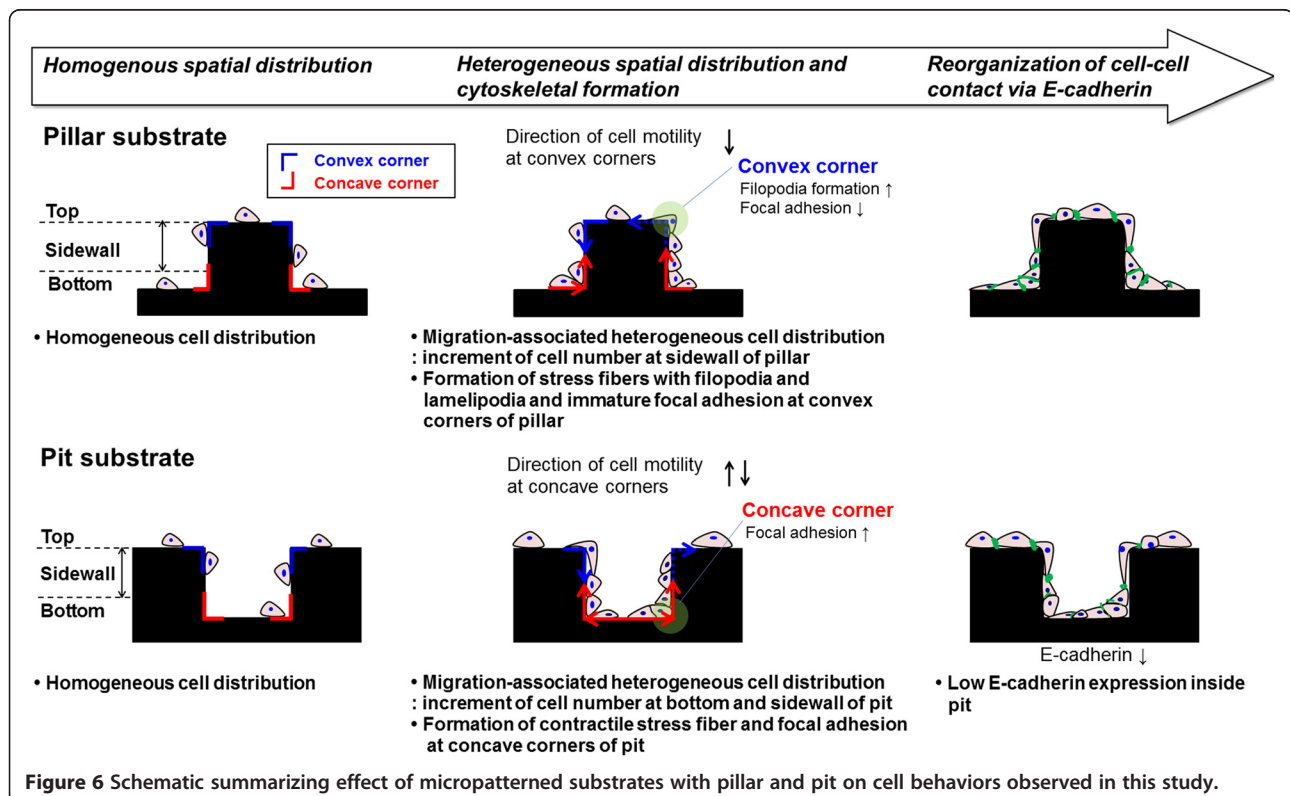 Homogenous spatial distribution
Heterogeneous spatial distribution and
cytoskeletal formation
Reorganization of cell-cell
contact via E-cadherin
Pillar substrate
Convex corner
Concave corner
Direction of cell motility
at convex corners
↓
Convex corner
Filopodia formation ↑
Focal adhesion ↓
Top
Sidewall
Bottom
• Homogeneous cell distribution
• Migration-associated heterogeneous cell distribution
: increment of cell number at sidewall of pillar
• Formation of stress fibers with filopodia and
lamelipodia and immature focal adhesion at convex
corners of pillar
Pit substrate
Direction of cell motility
at concave corners
↑↓
Concave corner
Focal adhesion ↑
Top
Sidewall
Bottom
E-cadherin ↓
• Homogeneous cell distribution
• Migration-associated heterogeneous cell distribution
: increment of cell number at bottom and sidewall of pit
• Formation of contractile stress fiber and focal adhesion
at concave corners of pit
• Low E-cadherin expression inside
pit
Figure 6 Schematic summarizing effect of micropatterned substrates with pillar and pit on cell behaviors observed in this study.